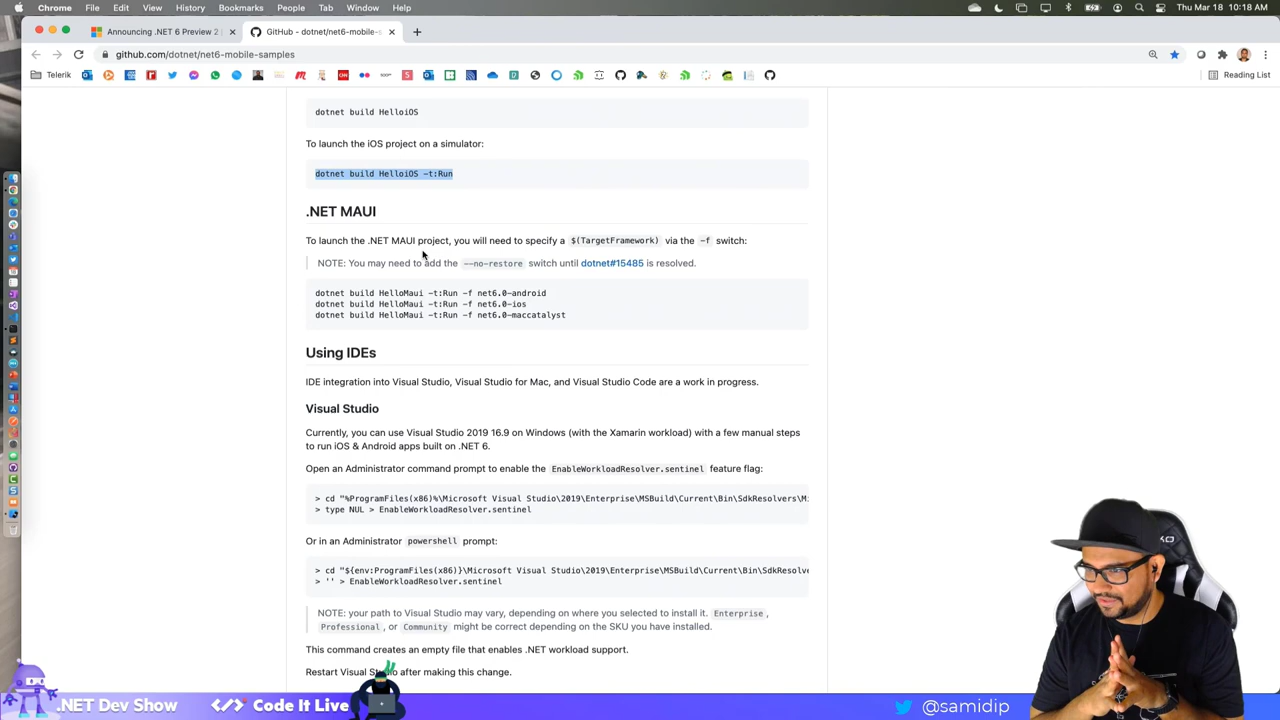 Chrome File Edit View History Bookmarks People Tab Window Help Thu Mar 18 10:18 AM
Announcing .NET 6 Preview 2 GitHub - dotnet/net6-mobile-s
github.com/dotnet/net6-mobile-samples
Telerik Reading List
dotnet build HelloiOS
To launch the iOS project on a simulator:
dotnet build HelloiOS -t:Run
.NET MAUI
To launch the .NET MAUI project, you will need to specify a $(TargetFramework) via the -f switch:
NOTE: You may need to add the --no-restore switch until dotnet#15485 is resolved.
dotnet build HelloMaui -t:Run -f net6.0-android
dotnet build HelloMaui -t:Run -f net6.0-ios
dotnet build HelloMaui -t:Run -f net6.0-maccatalyst
Using IDEs
IDE integration into Visual Studio, Visual Studio for Mac, and Visual Studio Code are a work in progress.
Visual Studio
Currently, you can use Visual Studio 2019 16.9 on Windows (with the Xamarin workload) with a few manual steps
to run iOS & Android apps built on .NET 6.
Open an Administrator command prompt to enable the EnableWorkloadResolver.sentinel feature flag:
> cd "%ProgramFiles(x86)%\Microsoft Visual Studio\2019\Enterprise\MSBuild\Current\Bin\SdkResolvers\Mi
> type NUL > EnableWorkloadResolver.sentinel
Or in an Administrator powershell prompt:
> cd "${env:ProgramFiles(x86)}\Microsoft Visual Studio\2019\Enterprise\MSBuild\Current\Bin\SdkResolve
> '' > EnableWorkloadResolver.sentinel
NOTE: your path to Visual Studio may vary, depending on where you selected to install it. Enterprise,
Professional, or Community might be correct depending on the SKU you have installed.
This command creates an empty file that enables .NET workload support.
Restart Visual Studio after making this change.
.NET Dev Show </> Code It Live @samidip